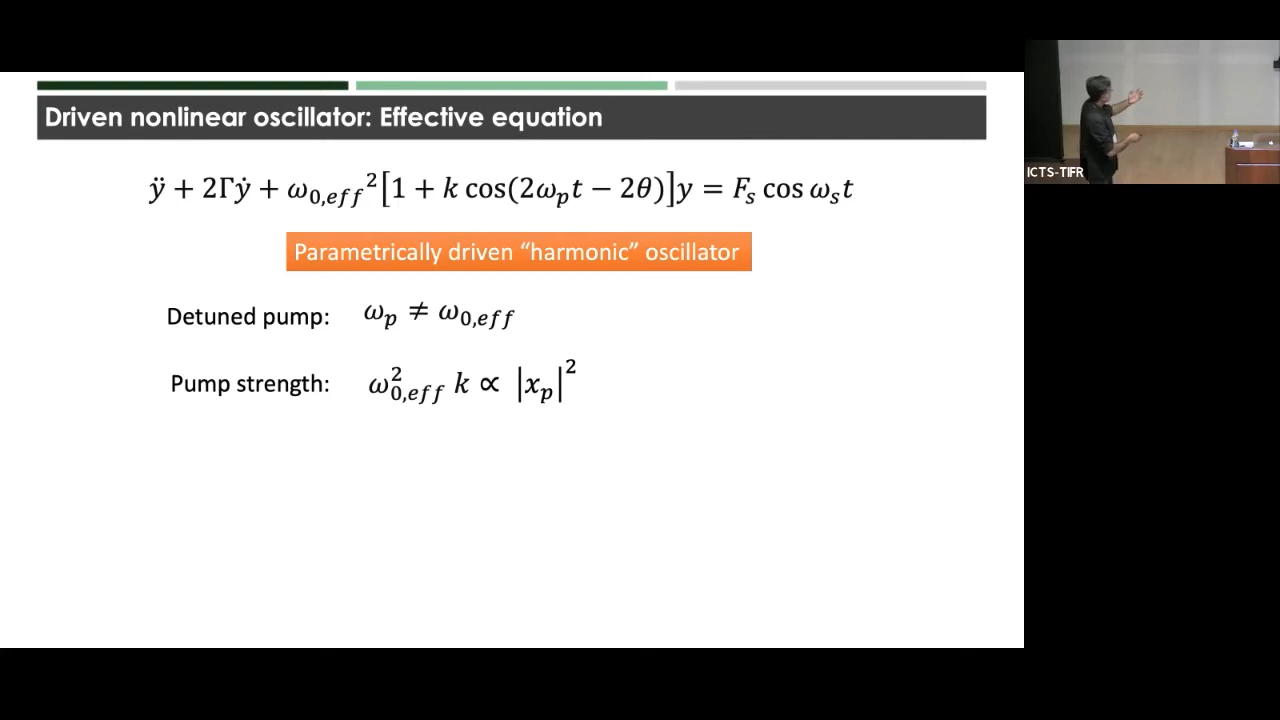 Driven nonlinear oscillator: Effective equation
ÿ + 2Γẏ + ω₀,eff²[1 + k cos(2ωₚt − 2θ)]y = Fₛ cos ωₛt
Parametrically driven “harmonic” oscillator
Detuned pump: ωₚ ≠ ω₀,eff
Pump strength: ω²₀,eff k ∝ |xₚ|²
ICTS-TIFR